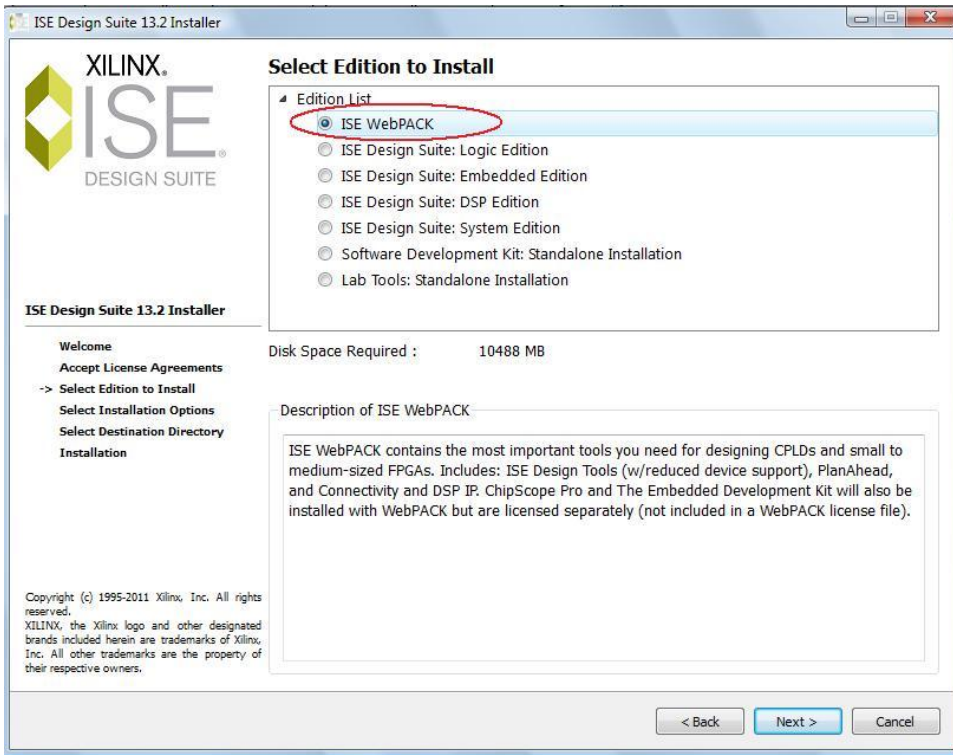 ISE Design Suite 13.2 Installer
XILINX®
ISE®
DESIGN SUITE
ISE Design Suite 13.2 Installer
Welcome
Accept License Agreements
-> Select Edition to Install
Select Installation Options
Select Destination Directory
Installation
Copyright (c) 1995-2011 Xilinx, Inc. All rights
reserved.
XILINX, the Xilinx logo and other designated
brands included herein are trademarks of Xilinx,
Inc. All other trademarks are the property of
their respective owners.
Select Edition to Install
Edition List
ISE WebPACK
ISE Design Suite: Logic Edition
ISE Design Suite: Embedded Edition
ISE Design Suite: DSP Edition
ISE Design Suite: System Edition
Software Development Kit: Standalone Installation
Lab Tools: Standalone Installation
Disk Space Required : 10488 MB
Description of ISE WebPACK
ISE WebPACK contains the most important tools you need for designing CPLDs and small to
medium-sized FPGAs. Includes: ISE Design Tools (w/reduced device support), PlanAhead,
and Connectivity and DSP IP. ChipScope Pro and The Embedded Development Kit will also be
installed with WebPACK but are licensed separately (not included in a WebPACK license file).
< Back Next > Cancel